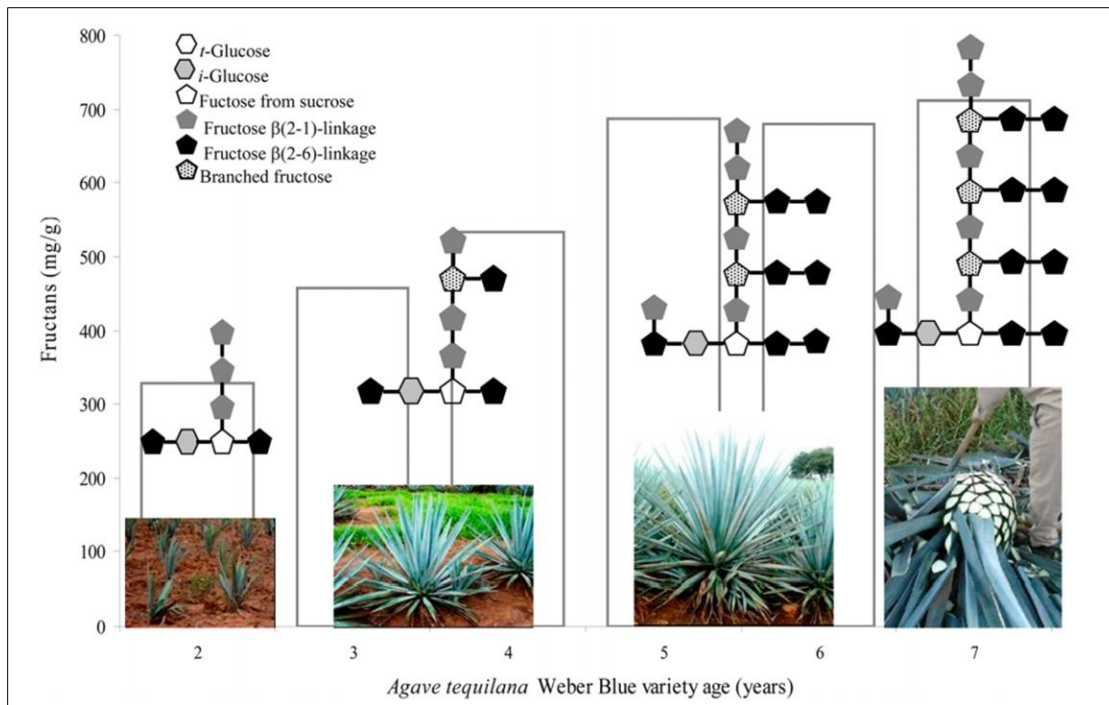 800
700
600
500
400
300
200
100
0
Fructans (mg/g)
t-Glucose
i-Glucose
Fuctose from sucrose
Fructose β(2-1)-linkage
Fructose β(2-6)-linkage
Branched fructose
2 3 4 5 6 7
Agave tequilana Weber Blue variety age (years)